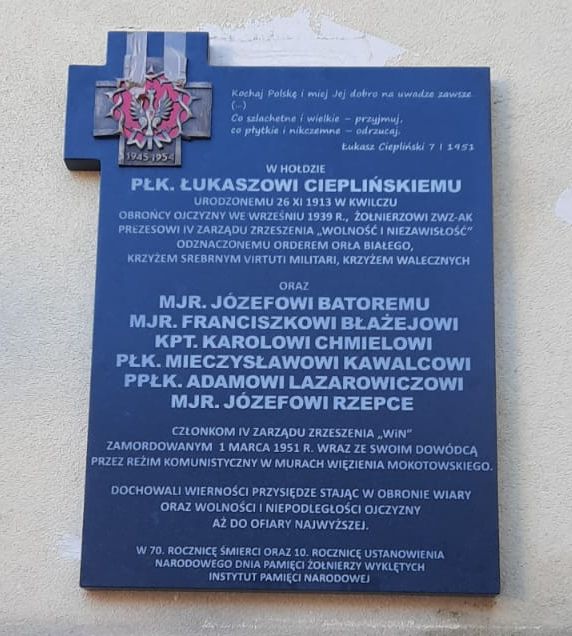 Kochaj Polskę i miej Jej dobro na uwadze zawsze
(...)
Co szlachetne i wielkie – przyjmuj,
co płytkie i nikczemne – odrzucaj.
Łukasz Ciepliński 7 I 1951
1945 1954
W HOŁDZIE
PŁK. ŁUKASZOWI CIEPLIŃSKIEMU
URODZONEMU 26 XI 1913 W KWILCZU
OBROŃCY OJCZYZNY WE WRZEŚNIU 1939 R., ŻOŁNIERZOWI ZWZ-AK
PREZESOWI IV ZARZĄDU ZRZESZENIA „WOLNOŚĆ I NIEZAWISŁOŚĆ"
ODZNACZONEMU ORDEREM ORŁA BIAŁEGO,
KRZYŻEM SREBRNYM VIRTUTI MILITARI, KRZYŻEM WALECZNYCH
ORAZ
MJR. JÓZEFOWI BATOREMU
MJR. FRANCISZKOWI BŁAŻEJOWI
KPT. KAROLOWI CHMIELOWI
PŁK. MIECZYSŁAWOWI KAWALCOWI
PPŁK. ADAMOWI LAZAROWICZOWI
MJR. JÓZEFOWI RZEPCE
CZŁONKOM IV ZARZĄDU ZRZESZENIA „WiN"
ZAMORDOWANYM 1 MARCA 1951 R. WRAZ ZE SWOIM DOWÓDCĄ
PRZEZ REŻIM KOMUNISTYCZNY W MURACH WIĘZIENIA MOKOTOWSKIEGO.
DOCHOWALI WIERNOŚCI PRZYSIĘDZE STAJĄC W OBRONIE WIARY
ORAZ WOLNOŚCI I NIEPODLEGŁOŚCI OJCZYZNY
AŻ DO OFIARY NAJWYŻSZEJ.
W 70. ROCZNICĘ ŚMIERCI ORAZ 10. ROCZNICĘ USTANOWIENIA
NARODOWEGO DNIA PAMIĘCI ŻOŁNIERZY WYKLĘTYCH
INSTYTUT PAMIĘCI NARODOWEJ